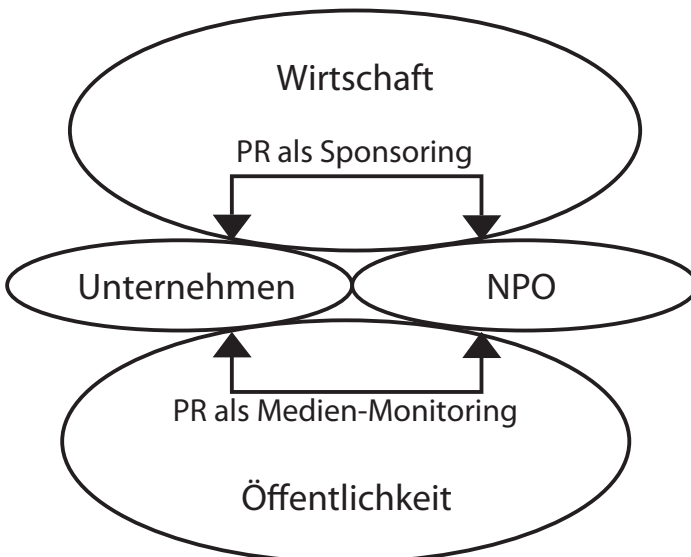 Wirtschaft
PR als Sponsoring
Unternehmen
NPO
PR als Medien-Monitoring
Öffentlichkeit